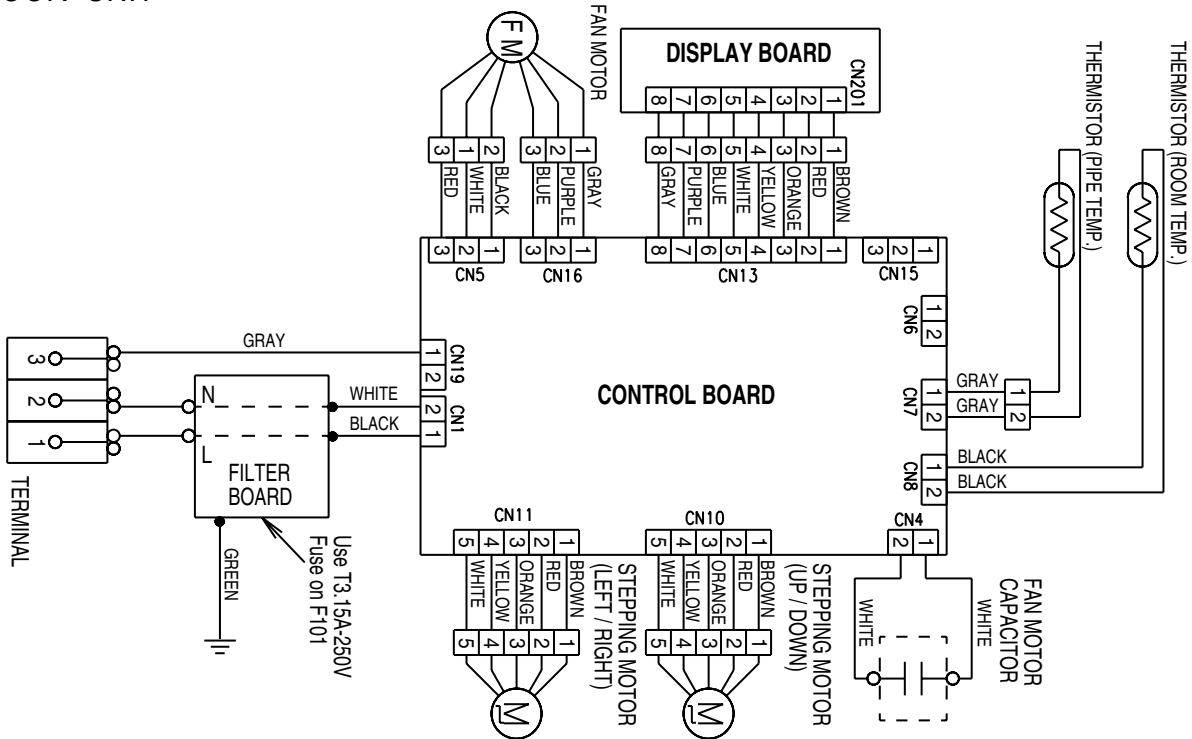 FAN MOTOR
F M
DISPLAY BOARD
CN201
8 7 6 5 4 3 2 1
THERMISTOR (PIPE TEMP.)
THERMISTOR (ROOM TEMP.)
3 1 2
3 2 1
8 7 6 5 4 3 2 1
RED
WHITE
BLACK
BLUE
PURPLE
GRAY
GRAY
PURPLE
BLUE
WHITE
YELLOW
ORANGE
RED
BROWN
3 2 1
3 2 1
8 7 6 5 4 3 2 1
3 2 1
CN5
CN16
CN13
CN15
1 2
CN6
3
2
1
TERMINAL
GRAY
1 2
CN19
N
L
FILTER
BOARD
WHITE
BLACK
2 1
CN1
CONTROL BOARD
1 2
CN7
GRAY
GRAY
1 2
1 2
CN8
BLACK
BLACK
GREEN
Use T3.15A-250V
Fuse on F101
CN11
5 4 3 2 1
WHITE
YELLOW
ORANGE
RED
BROWN
5 4 3 2 1
M
STEPPING MOTOR
(LEFT / RIGHT)
CN10
5 4 3 2 1
WHITE
YELLOW
ORANGE
RED
BROWN
5 4 3 2 1
M
STEPPING MOTOR
(UP / DOWN)
CN4
2 1
WHITE
WHITE
FAN MOTOR
CAPACITOR